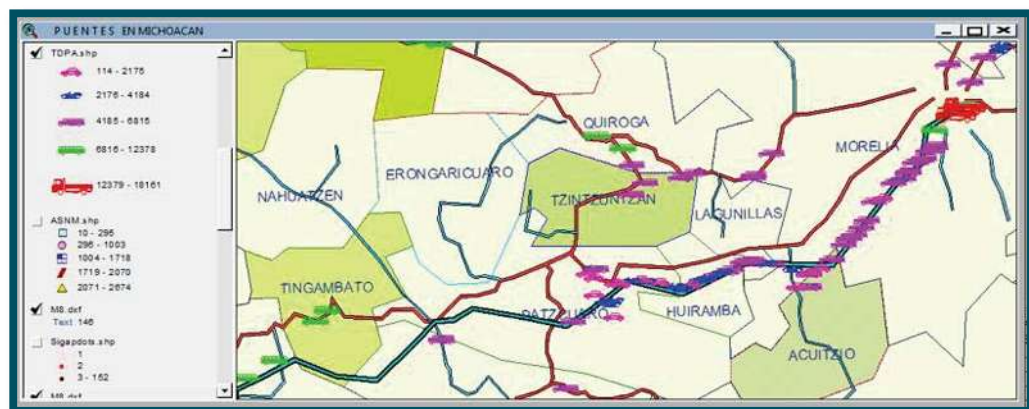 PUENTES EN MICHOACAN
TDPA.shp
114 - 2175
2176 - 4184
4185 - 6815
6816 - 12378
12379 - 18161
ASNM.shp
10 - 295
296 - 1003
1004 - 1718
1719 - 2070
2071 - 2674
M8.dxf
Text 146
Sigapdots.shp
1
2
3 - 152
M8.dxf
QUIROGA
MORELIA
ERONGARICUARO
NAHUATZEN
TZINTZUNTZAN
LAGUNILLAS
TINGAMBATO
PATZCUARO
HUIRAMBA
ACUITZIO